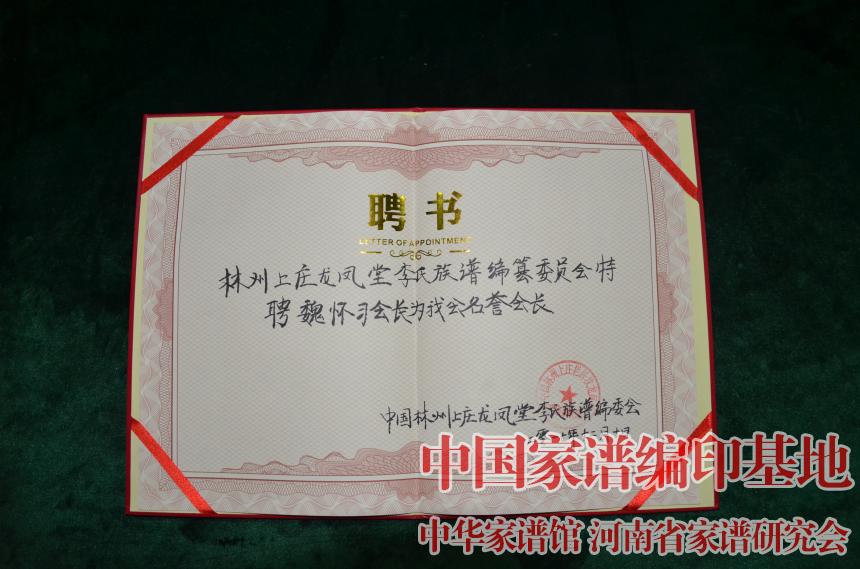 聘书
LETTER OF APPOINTMENT
林州上庄龙凤堂李氏族谱编篡委员会特
聘魏怀习会长为我会名誉会长
中国林州上庄龙凤堂李氏族谱编委会
中国家谱编印基地
中华家谱馆 河南省家谱研究会